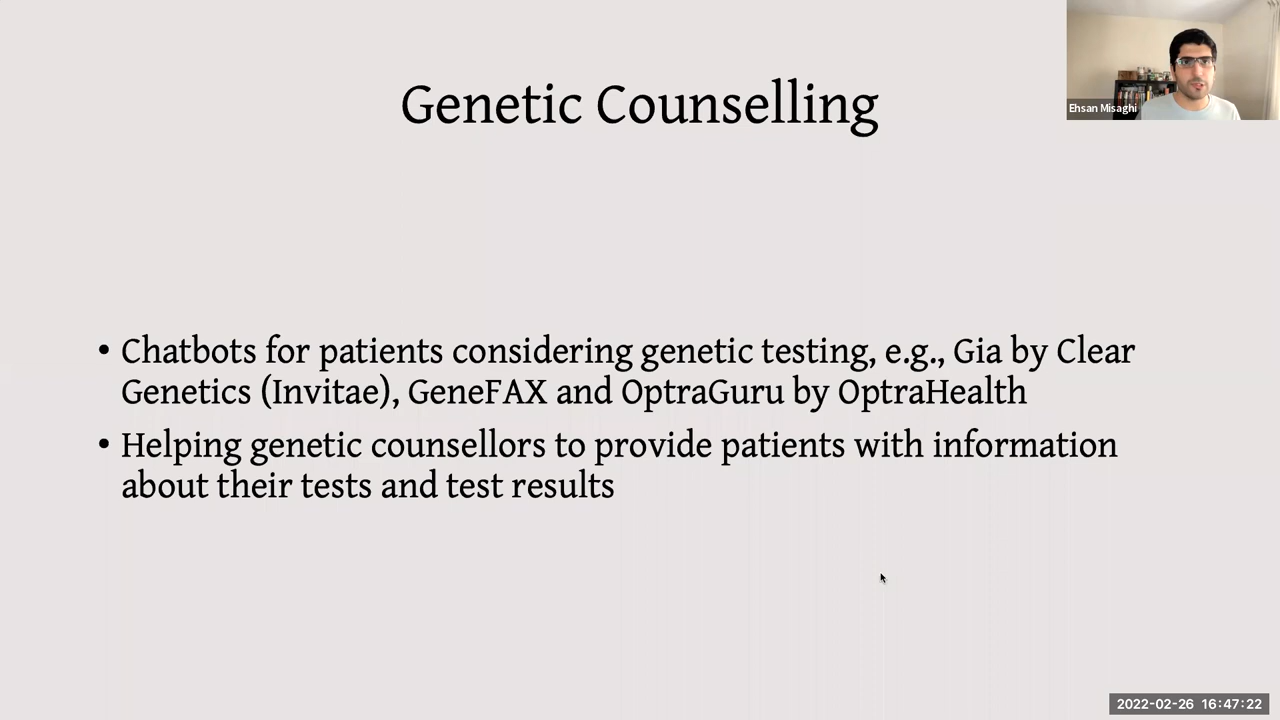 Genetic Counselling
Ehsan Misaghi
• Chatbots for patients considering genetic testing, e.g., Gia by Clear
Genetics (Invitae), GeneFAX and OptraGuru by OptraHealth
• Helping genetic counsellors to provide patients with information
about their tests and test results
2022-02-26 16:47:22